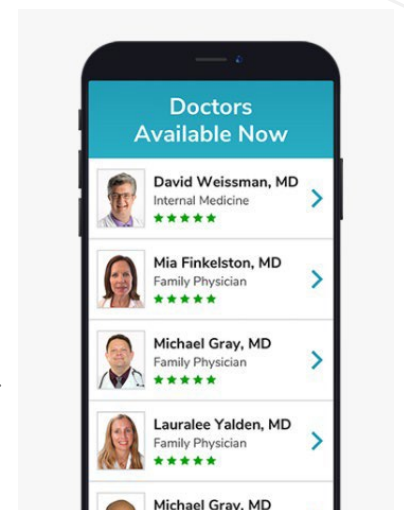 Doctors
Available Now
David Weissman, MD
Internal Medicine
Mia Finkelston, MD
Family Physician
Michael Gray, MD
Family Physician
Lauralee Yalden, MD
Family Physician
Michael Gray, MD